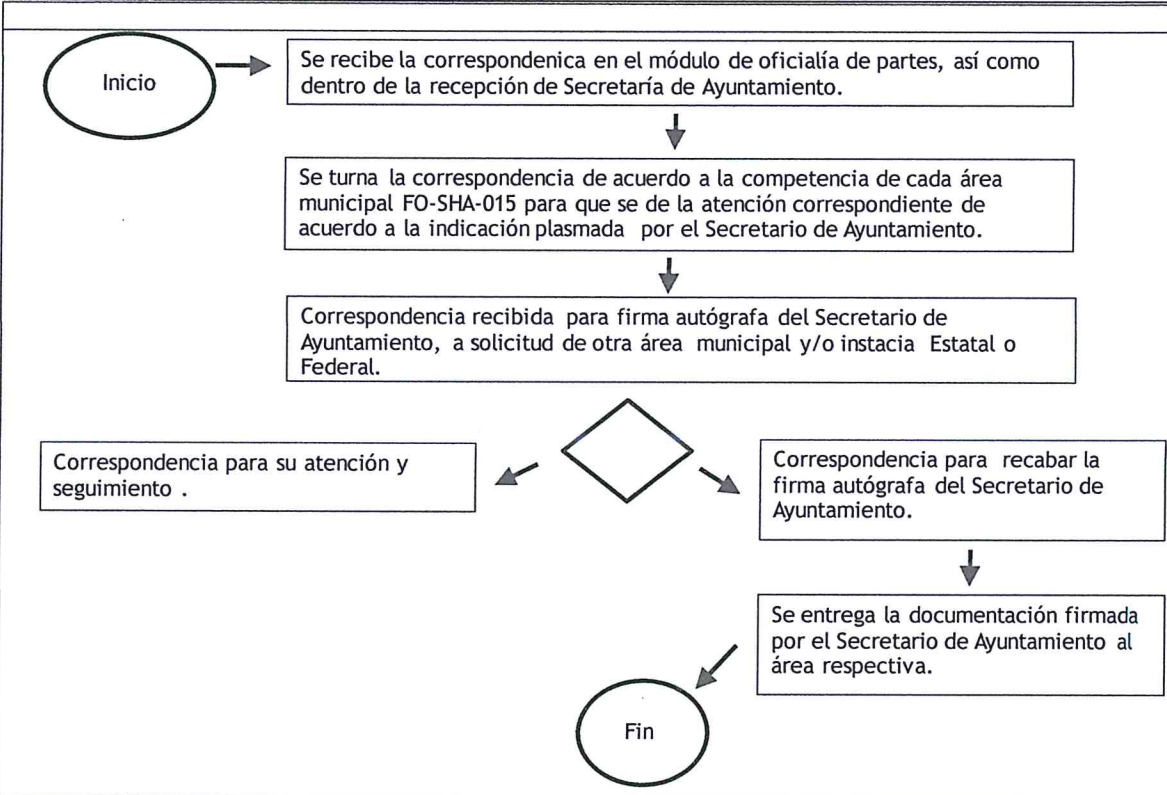 Inicio
Se recibe la correspondenica en el módulo de oficialía de partes, así como
dentro de la recepción de Secretaría de Ayuntamiento.
Se turna la correspondencia de acuerdo a la competencia de cada área
municipal FO-SHA-015 para que se de la atención correspondiente de
acuerdo a la indicación plasmada por el Secretario de Ayuntamiento.
Correspondencia recibida para firma autógrafa del Secretario de
Ayuntamiento, a solicitud de otra área municipal y/o instacia Estatal o
Federal.
Correspondencia para su atención y
seguimiento .
Correspondencia para recabar la
firma autógrafa del Secretario de
Ayuntamiento.
Se entrega la documentación firmada
por el Secretario de Ayuntamiento al
área respectiva.
Fin